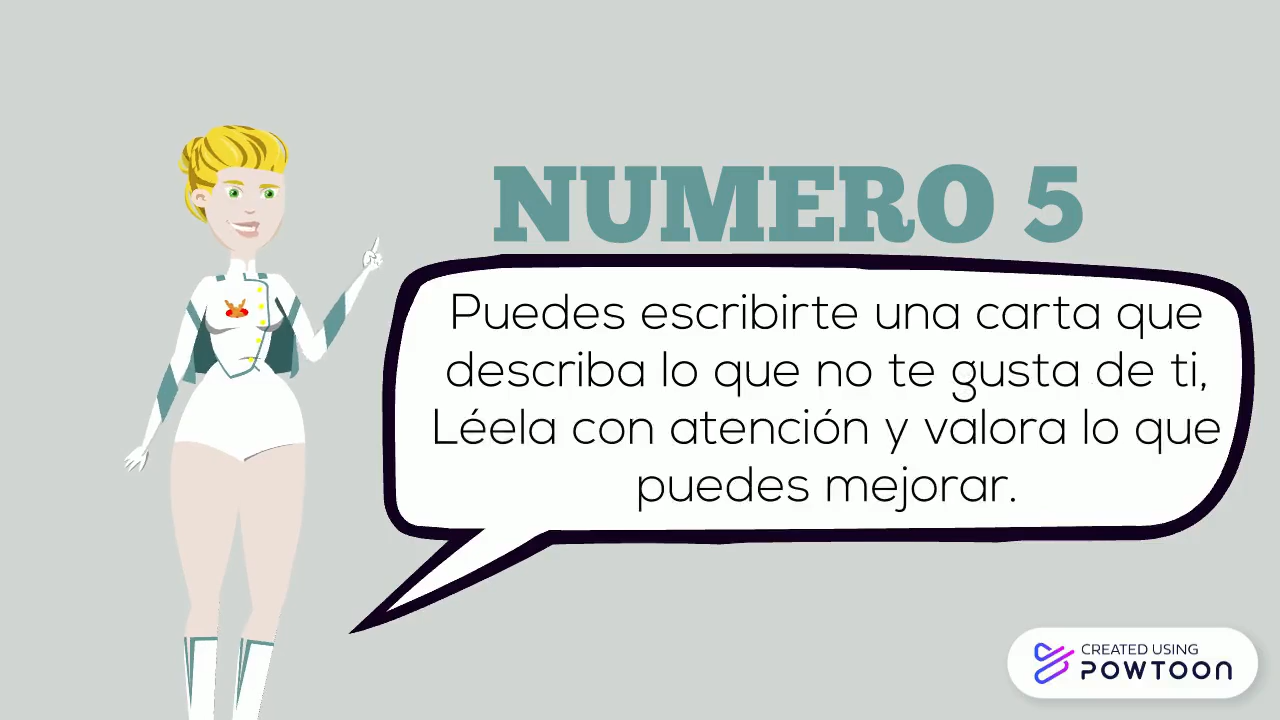 NUMERO 5
Puedes escribirte una carta que
describa lo que no te gusta de ti,
Léela con atención y valora lo que
puedes mejorar.
CREATED USING
POWTOON